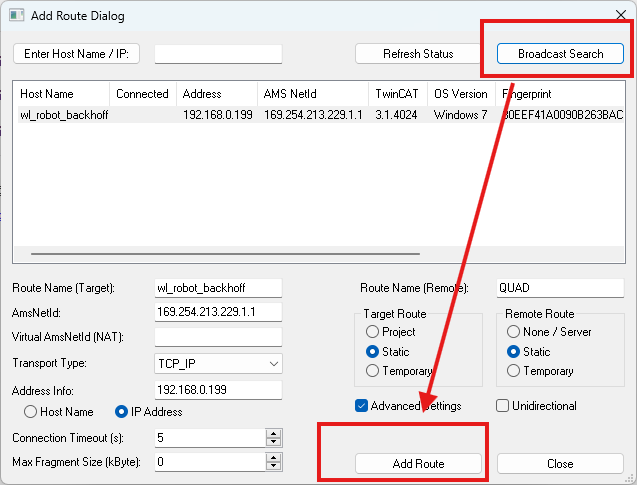 Add Route Dialog
Enter Host Name / IP: Refresh Status Broadcast Search
Host Name Connected Address AMS NetId TwinCAT OS Version Fingerprint
wl_robot_backhoff 192.168.0.199 169.254.213.229.1.1 3.1.4024 Windows 7 80EEF41A0090B263BAC
Route Name (Target): wl_robot_backhoff Route Name (Remote): QUAD
AmsNetId: 169.254.213.229.1.1 Target Route Remote Route
Virtual AmsNetId (NAT): Project None / Server
Transport Type: TCP_IP Static Static
Temporary Temporary
Address Info: 192.168.0.199
Host Name IP Address Advanced Settings Unidirectional
Connection Timeout (s): 5
Max Fragment Size (kByte): 0 Add Route Close